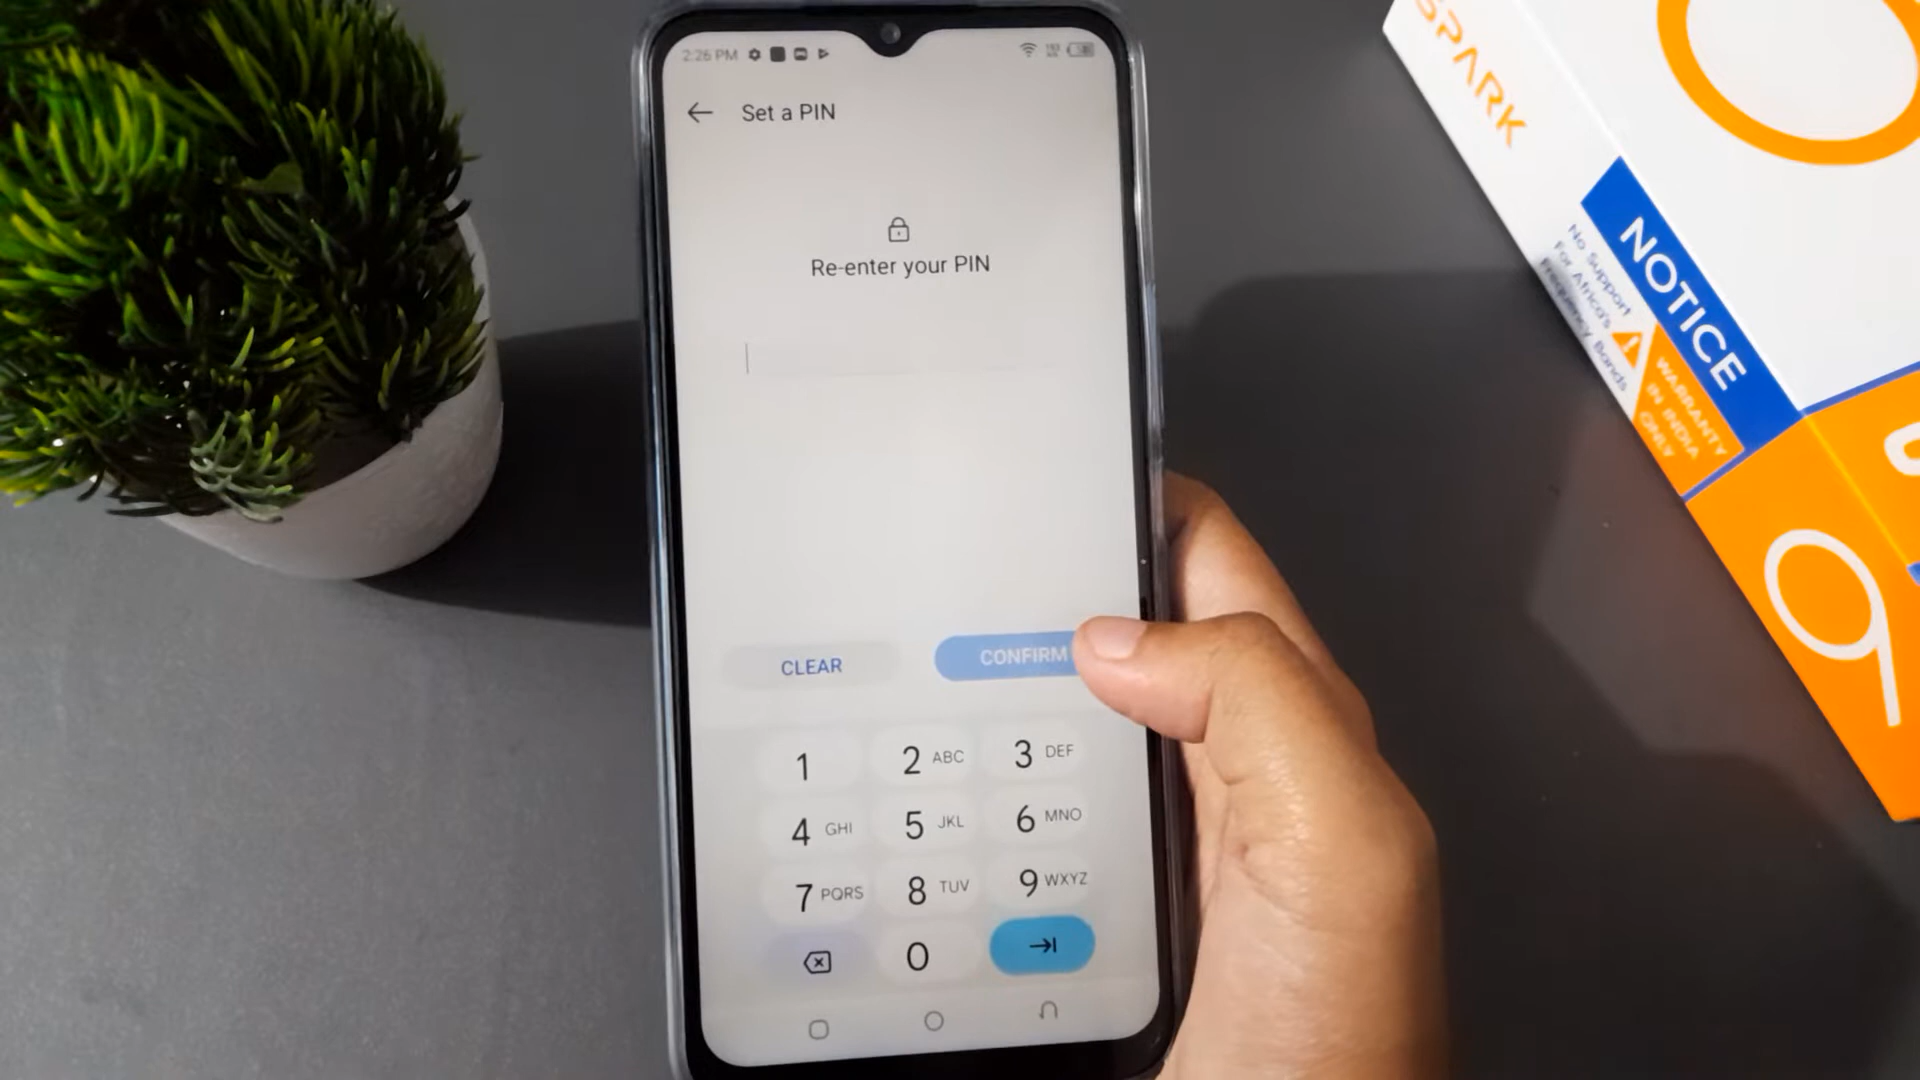 2:26 PM
Set a PIN
Re-enter your PIN
CLEAR
CONFIRM
1
2 ABC
3 DEF
4 GHI
5 JKL
6 MNO
7 PQRS
8 TUV
9 WXYZ
0
SPARK
NOTICE
No Support
For Africa's
Frequency Bands
WARRANTY
IN INDIA
ONLY
9